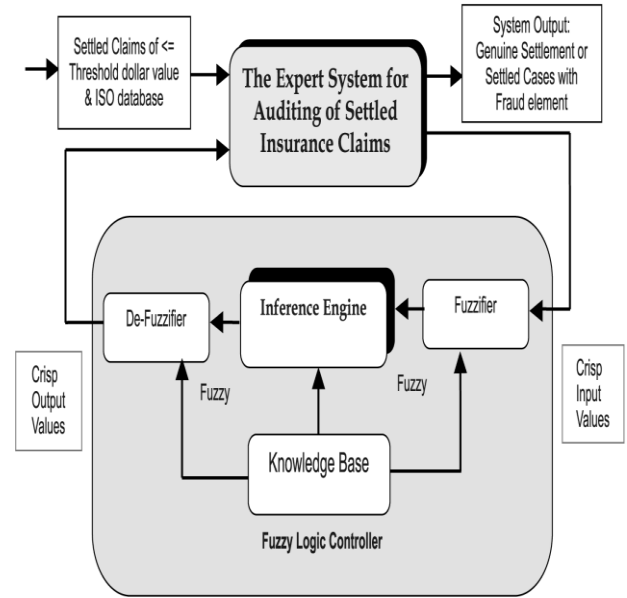 Settled Claims of <=
Threshold dollar value
& ISO database
The Expert System for
Auditing of Settled
Insurance Claims
System Output:
Genuine Settlement or
Settled Cases with
Fraud element
De-Fuzzifier
Inference Engine
Fuzzifier
Crisp
Output
Values
Fuzzy
Fuzzy
Crisp
Input
Values
Knowledge Base
Fuzzy Logic Controller